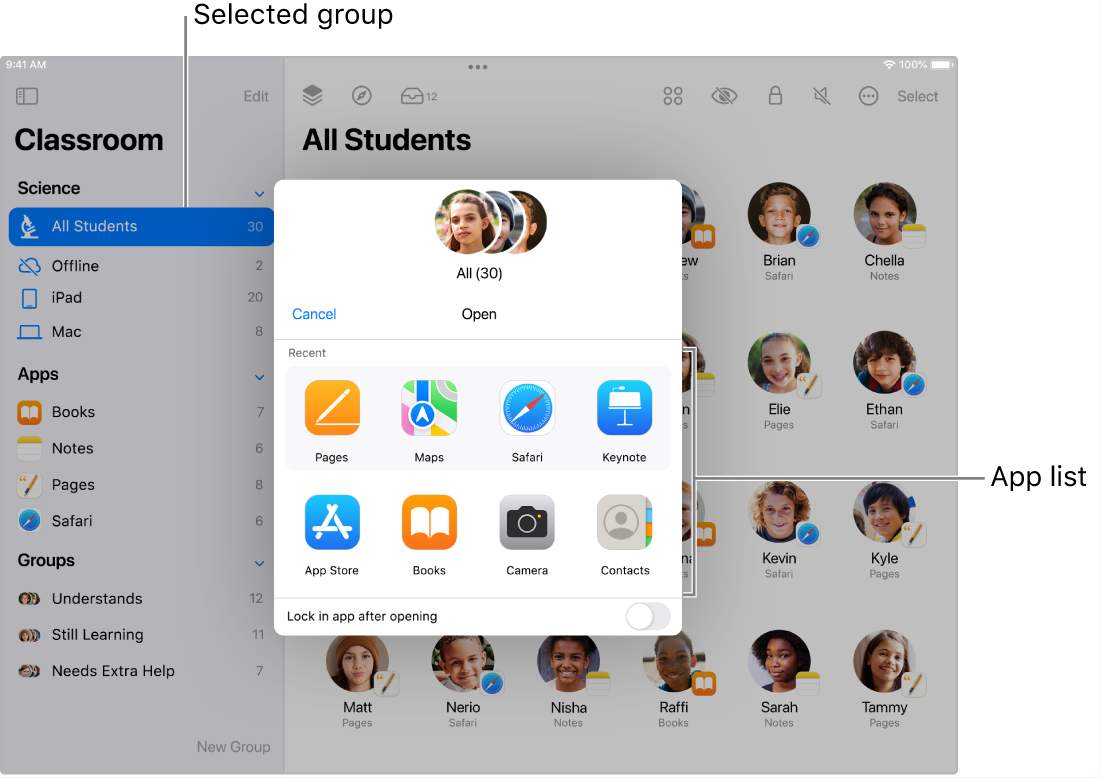 Selected group
9:41 AM
100%
Edit
12
Select
Classroom
All Students
Science
All Students 30
Offline 2
iPad 20
Mac 8
Apps
Books 7
Notes 6
Pages 8
Safari 6
Groups
Understands 12
Still Learning 11
Needs Extra Help 7
New Group
All (30)
Cancel
Open
Recent
Pages
Maps
Safari
Keynote
App Store
Books
Camera
Contacts
Lock in app after opening
Brian
Safari
Chella
Notes
Elie
Pages
Ethan
Safari
App list
Kevin
Safari
Kyle
Pages
Matt
Pages
Nerio
Safari
Nisha
Notes
Raffi
Books
Sarah
Notes
Tammy
Pages